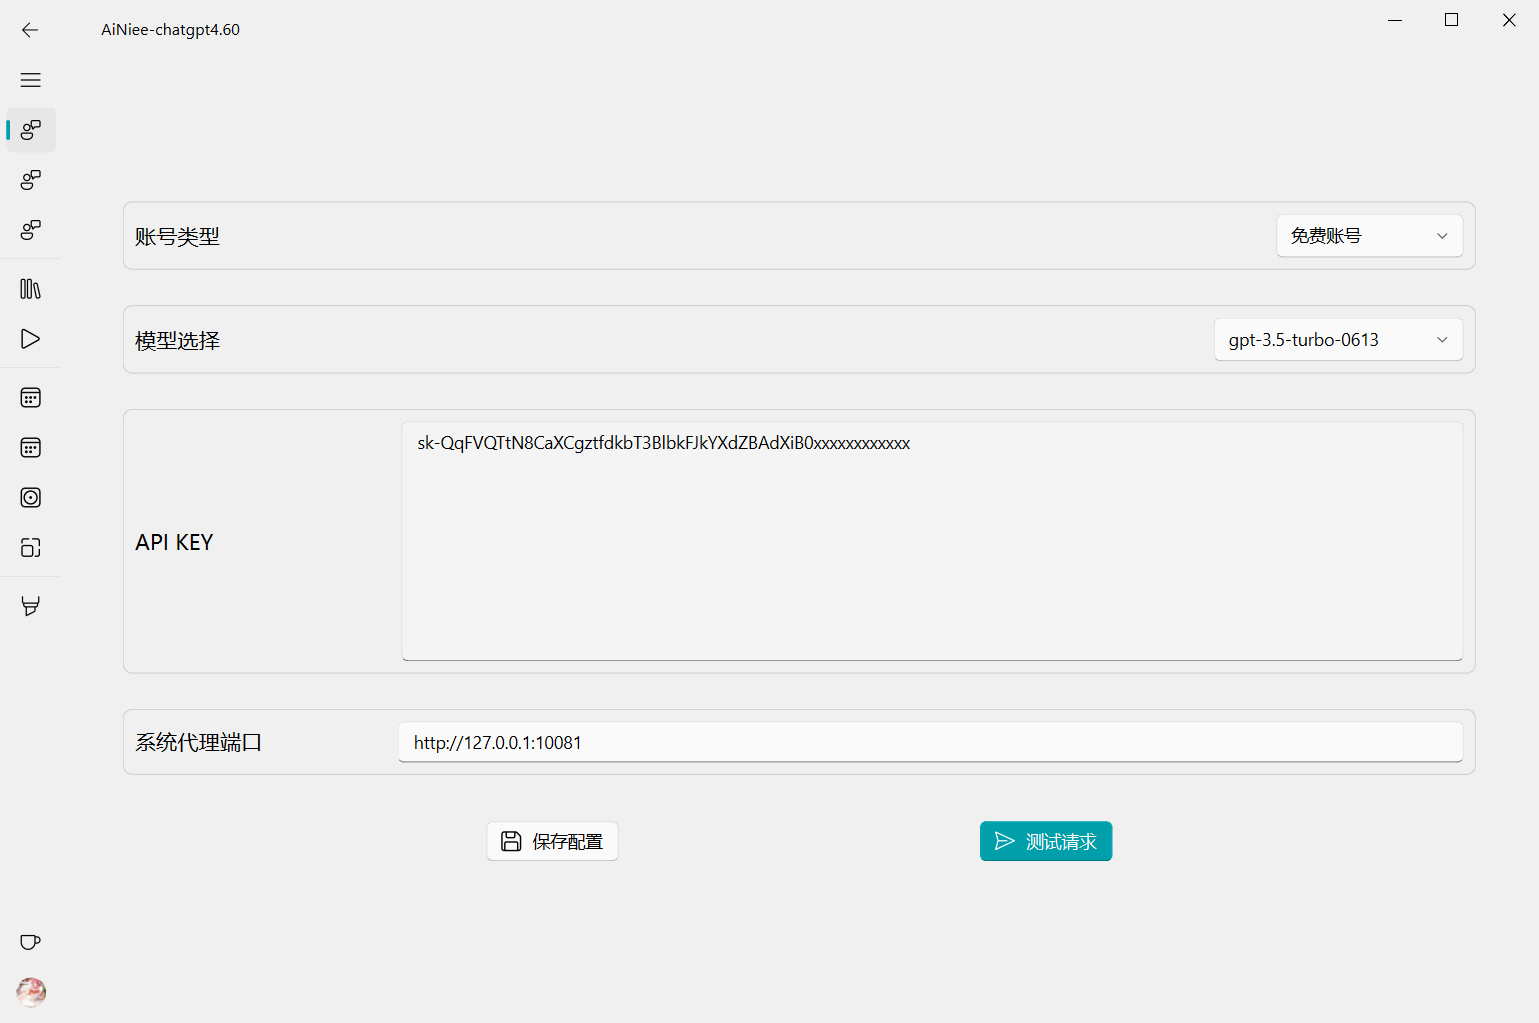 AiNiee-chatgpt4.60
账号类型
免费账号
模型选择
gpt-3.5-turbo-0613
API KEY
sk-QqFVQTtN8CaXCgztfdkbT3BlbkFJkYXdZBAdXiB0xxxxxxxxxxxx
系统代理端口
http://127.0.0.1:10081
保存配置
测试请求